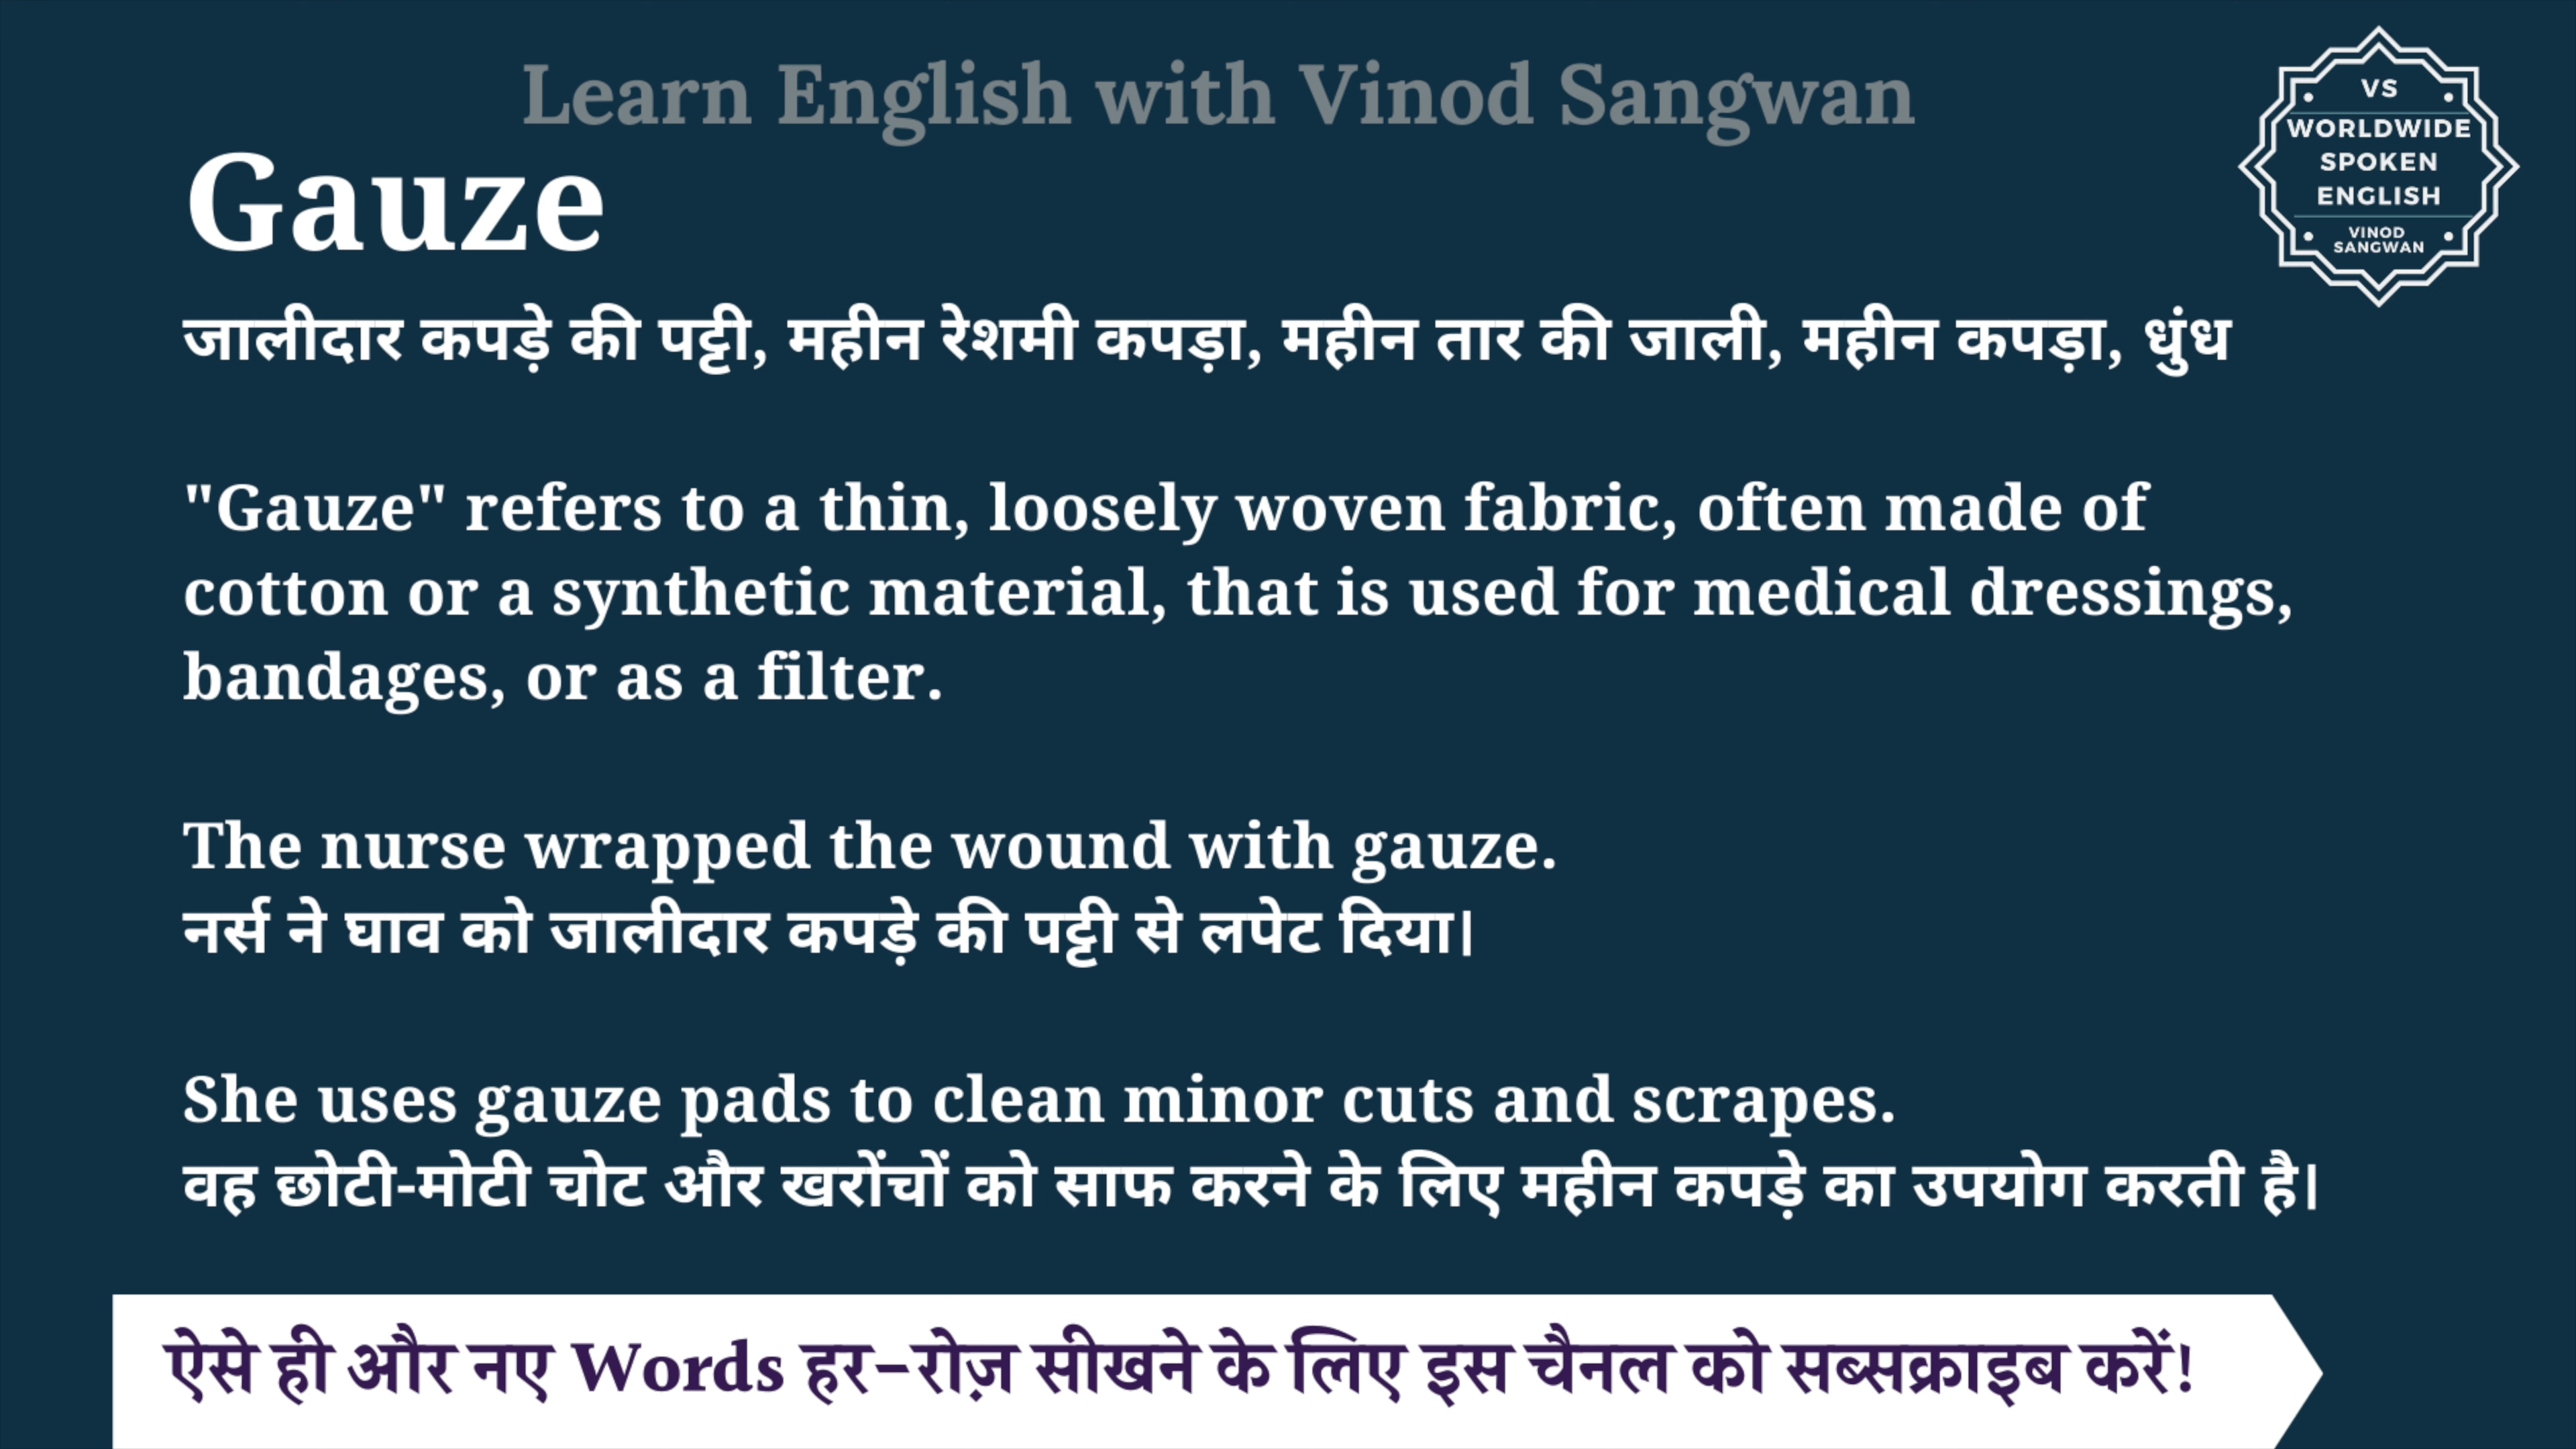 Learn English with Vinod Sangwan
VS
WORLDWIDE
SPOKEN
ENGLISH
VINOD
SANGWAN
Gauze
जालीदार कपड़े की पट्टी, महीन रेशमी कपड़ा, महीन तार की जाली, महीन कपड़ा, धुंध
"Gauze" refers to a thin, loosely woven fabric, often made of
cotton or a synthetic material, that is used for medical dressings,
bandages, or as a filter.
The nurse wrapped the wound with gauze.
नर्स ने घाव को जालीदार कपड़े की पट्टी से लपेट दिया।
She uses gauze pads to clean minor cuts and scrapes.
वह छोटी-मोटी चोट और खरोंचों को साफ करने के लिए महीन कपड़े का उपयोग करती है।
ऐसे ही और नए Words हर–रोज़ सीखने के लिए इस चैनल को सब्सक्राइब करें!